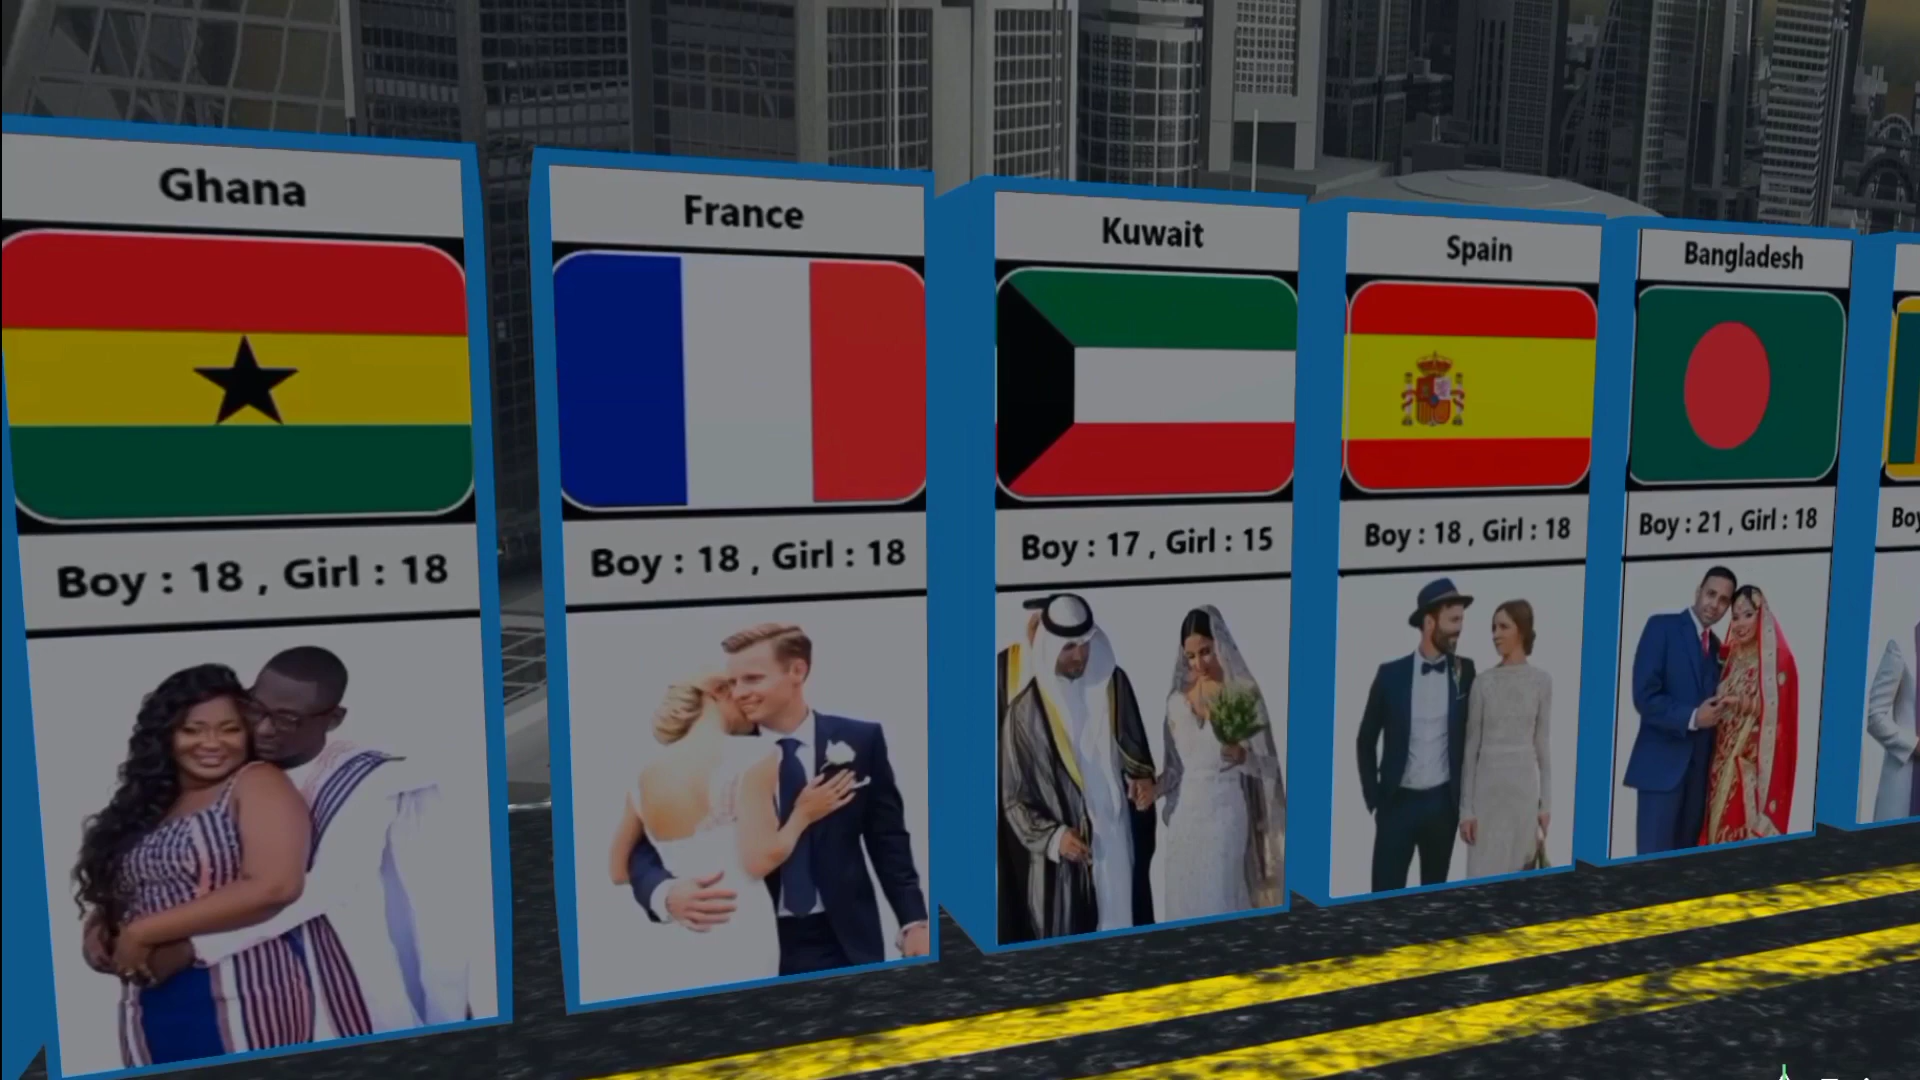 Ghana
Boy : 18 , Girl : 18
France
Boy : 18 , Girl : 18
Kuwait
Boy : 17 , Girl : 15
Spain
Boy : 18 , Girl : 18
Bangladesh
Boy : 21 , Girl : 18